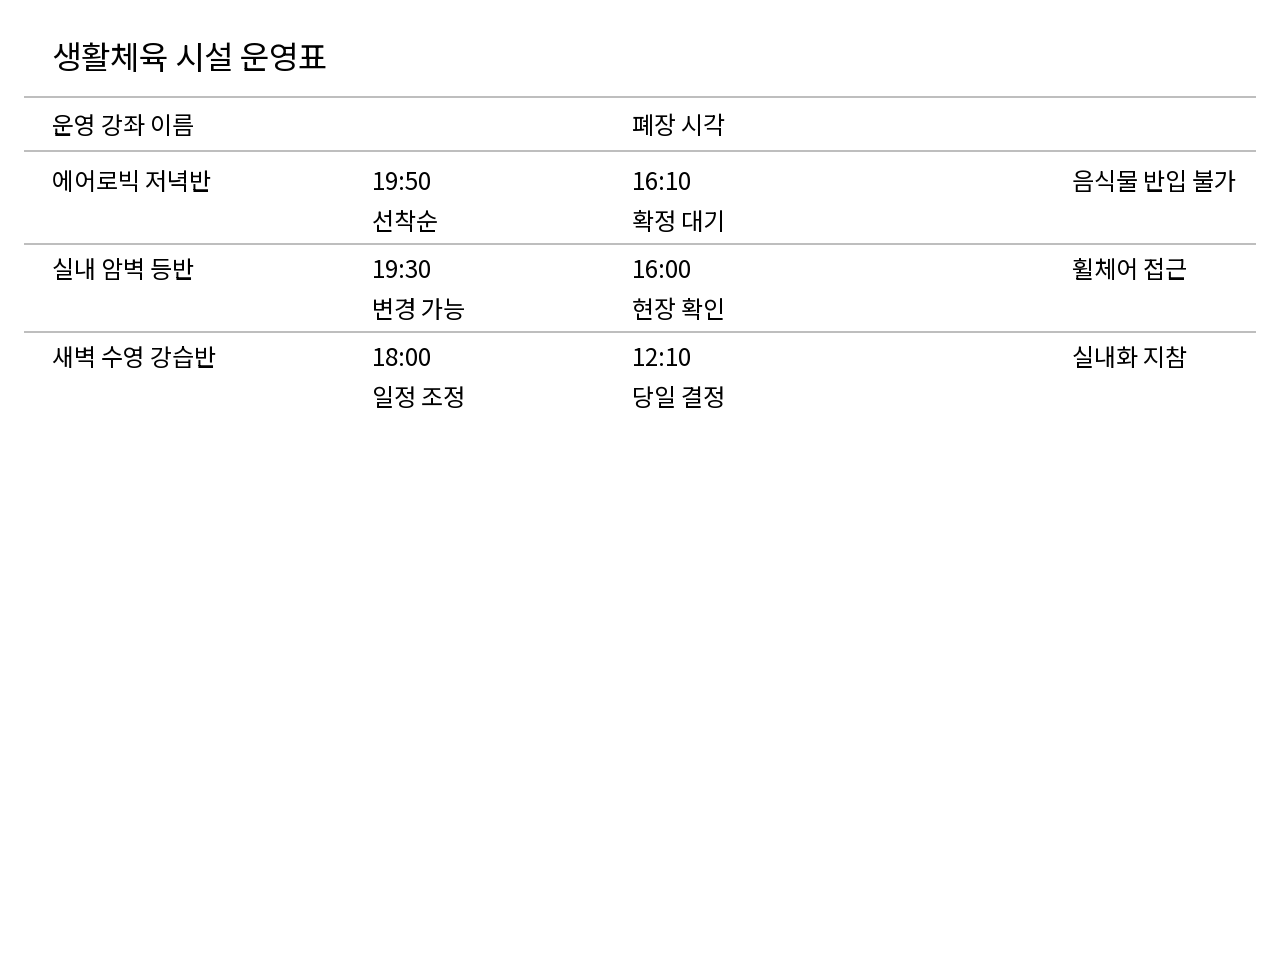 생활체육 시설 운영표
운영 강좌 이름 폐장 시각
에어로빅 저녁반 19:50 16:10 음식물 반입 불가
선착순 확정 대기
실내 암벽 등반 19:30 16:00 휠체어 접근
변경 가능 현장 확인
새벽 수영 강습반 18:00 12:10 실내화 지참
일정 조정 당일 결정